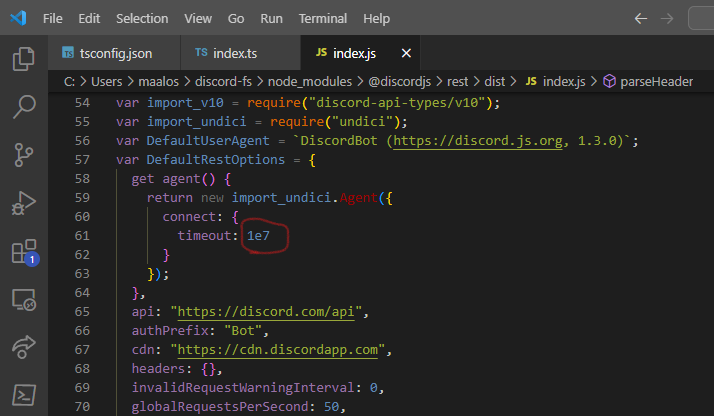 File Edit Selection View Go Run Terminal Help
TS tsconfig.json TS index.ts JS index.js
C: > Users > maalos > discord-fs > node_modules > @discordjs > rest > dist > JS index.js > parseHeader
54 var import_v10 = require("discord-api-types/v10");
55 var import_undici = require("undici");
56 var DefaultUserAgent = `DiscordBot (https://discord.js.org, 1.3.0)`;
57 var DefaultRestOptions = {
58 get agent() {
59 return new import_undici.Agent({
60 connect: {
61 timeout: 1e7
62 }
63 });
64 },
65 api: "https://discord.com/api",
66 authPrefix: "Bot",
67 cdn: "https://cdn.discordapp.com",
68 headers: {},
69 invalidRequestWarningInterval: 0,
70 globalRequestsPerSecond: 50,
1